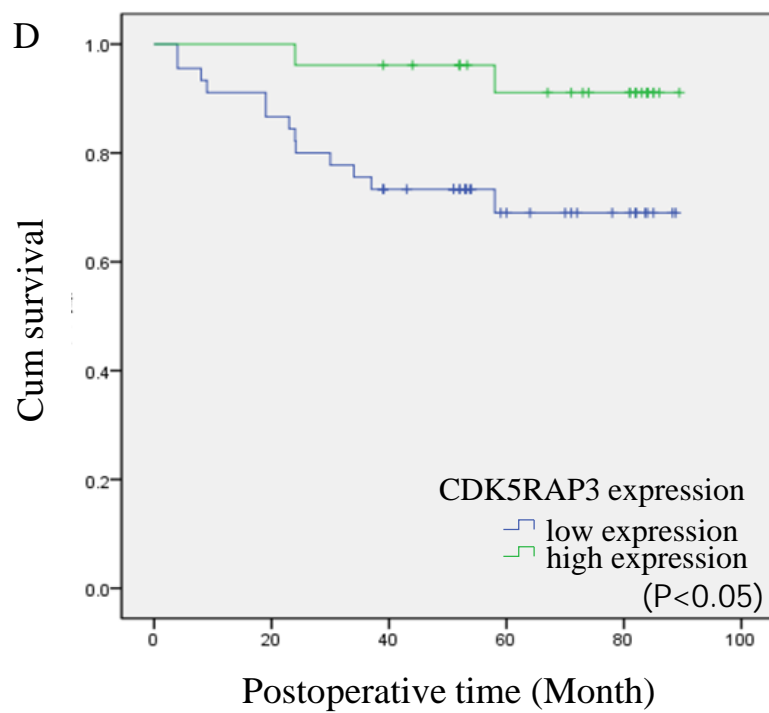 D
1.0
0.8
0.6
0.4
0.2
0.0
Cum survival
CDK5RAP3 expression
low expression
high expression
(P<0.05)
0 20 40 60 80 100
Postoperative time (Month)